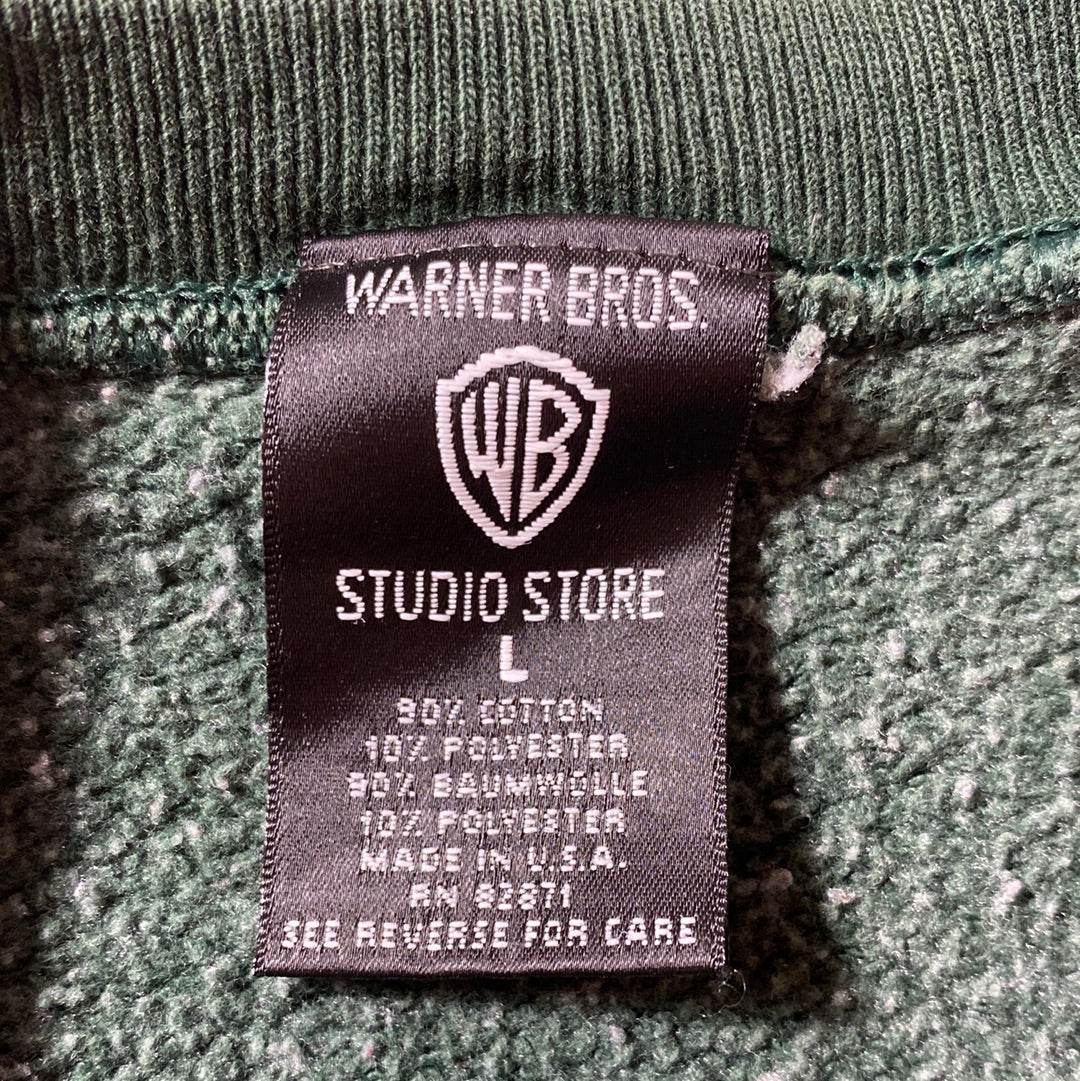 WARNER BROS.
WB
STUDIO STORE
L
90% COTTON
10% POLYESTER
90% BAUMWOLLE
10% POLYESTER
MADE IN U.S.A.
RN 82871
SEE REVERSE FOR CARE